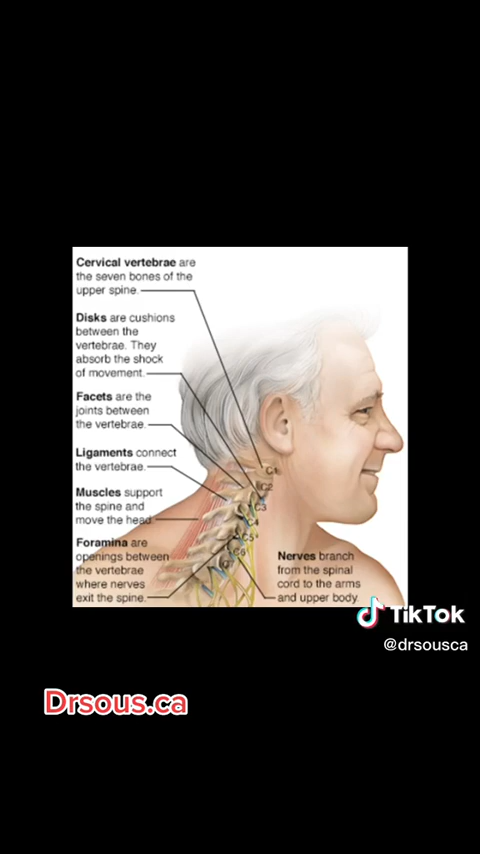 Cervical vertebrae are
the seven bones of the
upper spine.
Disks are cushions
between the
vertebrae. They
absorb the shock
of movement.
Facets are the
joints between
the vertebrae.
Ligaments connect
the vertebrae.
Muscles support
the spine and
move the head.
Foramina are
openings between
the vertebrae
where nerves
exit the spine.
C1
C2
C3
C4
C5
C6
C7
Nerves branch
from the spinal
cord to the arms
and upper body.
TikTok
@drsousca
Drsous.ca